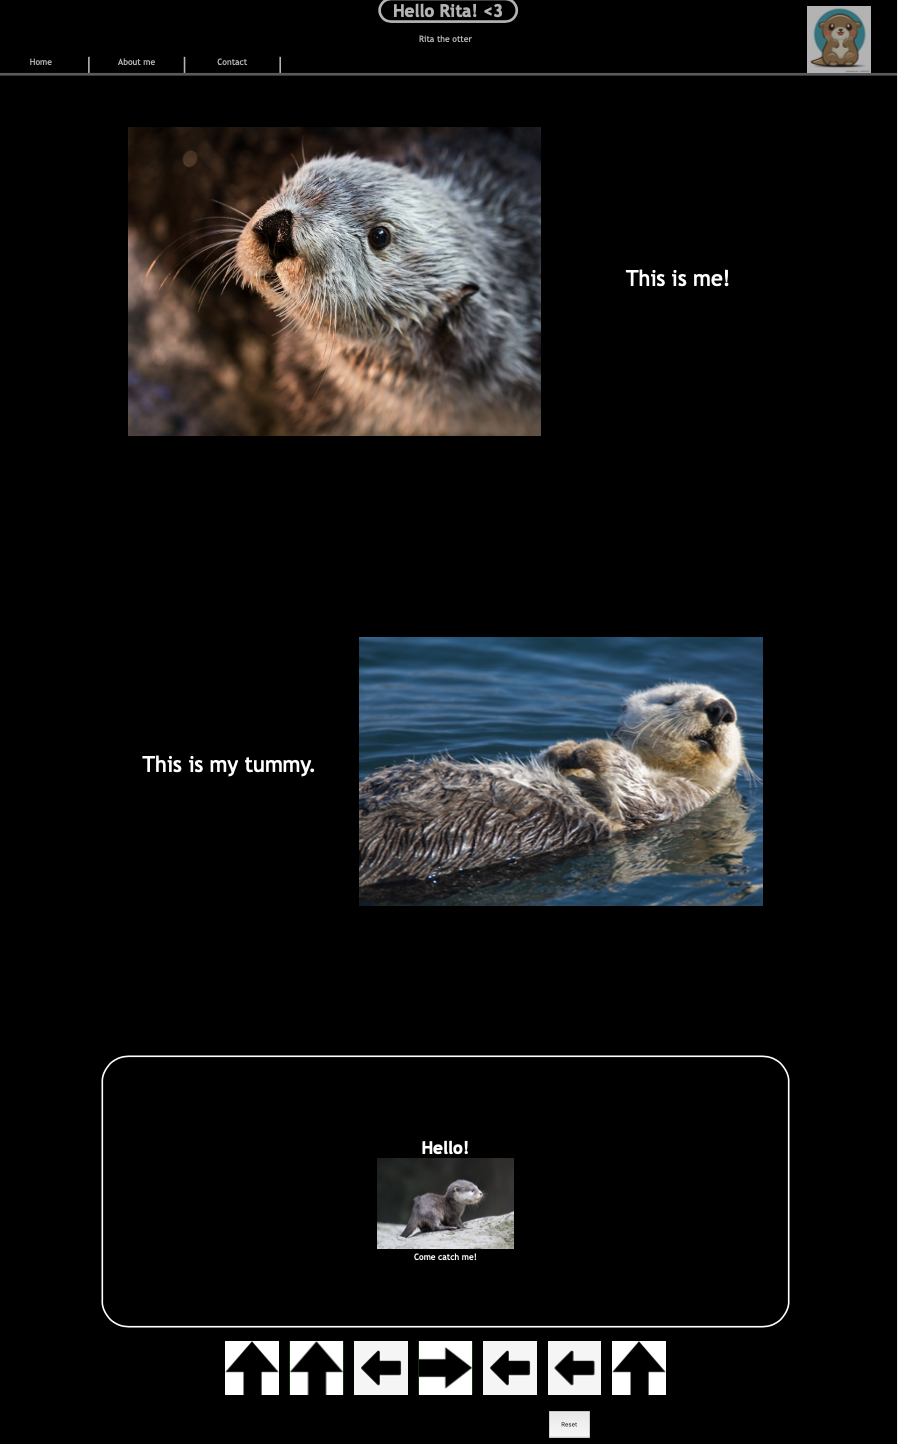 Hello Rita! <3
Rita the otter
Home
About me
Contact
This is me!
This is my tummy.
Hello!
Come catch me!
Reset